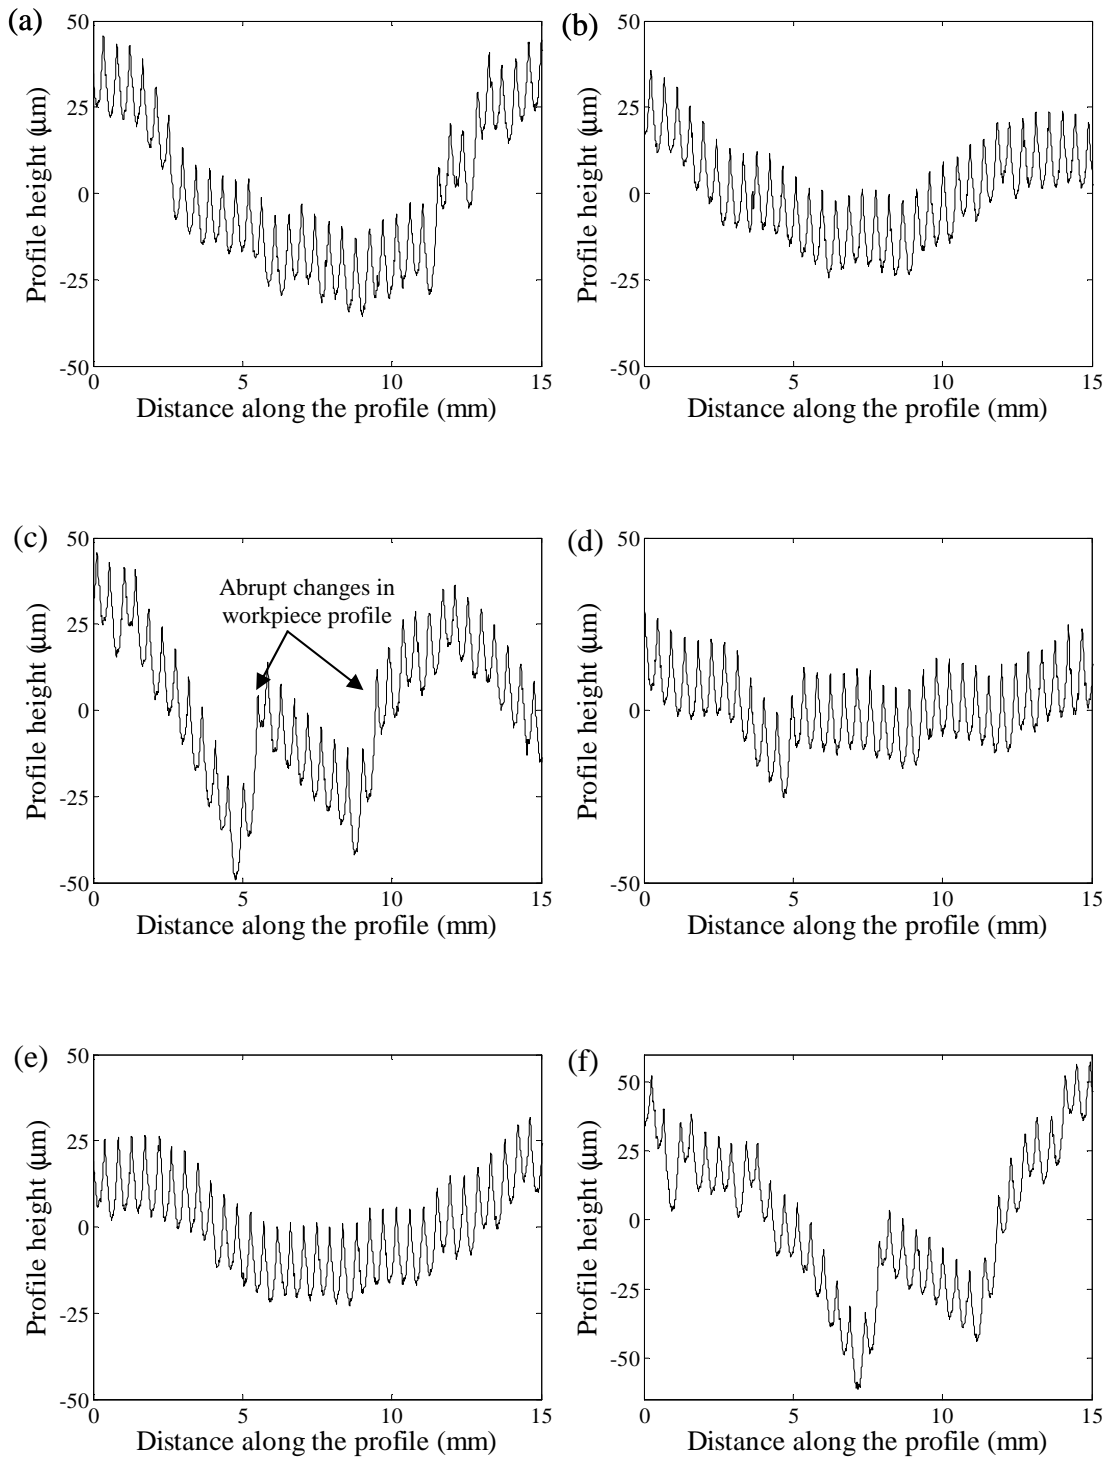 (a)
50
25
0
-25
-50
Profile height (μm)
0 5 10 15
Distance along the profile (mm)
(b)
50
25
0
-25
-50
Profile height (μm)
0 5 10 15
Distance along the profile (mm)
(c)
50
25
0
-25
-50
Profile height (μm)
Abrupt changes in
workpiece profile
0 5 10 15
Distance along the profile (mm)
(d)
50
25
0
-25
-50
Profile height (μm)
0 5 10 15
Distance along the profile (mm)
(e)
50
25
0
-25
-50
Profile height (μm)
0 5 10 15
Distance along the profile (mm)
(f)
50
25
0
-25
-50
Profile height (μm)
0 5 10 15
Distance along the profile (mm)